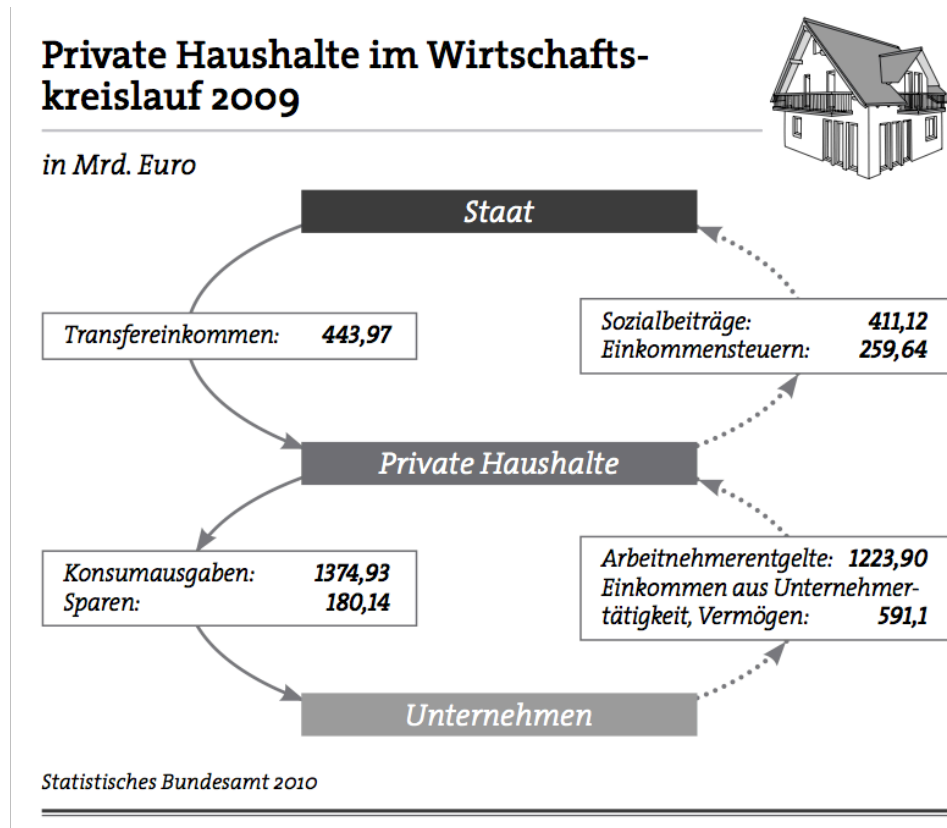 Private Haushalte im Wirtschafts-
kreislauf 2009
in Mrd. Euro
Staat
Transfereinkommen: 443,97
Sozialbeiträge: 411,12
Einkommensteuern: 259,64
Private Haushalte
Konsumausgaben: 1374,93
Sparen: 180,14
Arbeitnehmerentgelte: 1223,90
Einkommen aus Unternehmer-
tätigkeit, Vermögen: 591,1
Unternehmen
Statistisches Bundesamt 2010